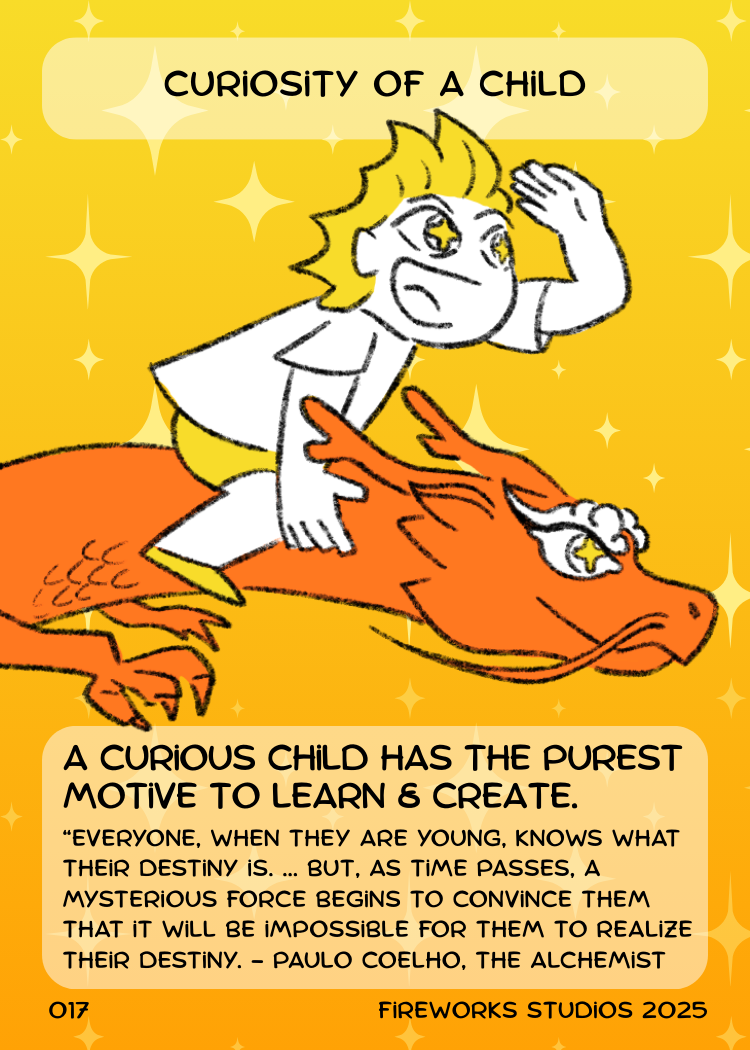 CURIOSITY OF A CHILD
A CURIOUS CHILD HAS THE PUREST
MOTIVE TO LEARN & CREATE.
“EVERYONE, WHEN THEY ARE YOUNG, KNOWS WHAT
THEIR DESTINY IS. ... BUT, AS TIME PASSES, A
MYSTERIOUS FORCE BEGINS TO CONVINCE THEM
THAT IT WILL BE IMPOSSIBLE FOR THEM TO REALIZE
THEIR DESTINY. – PAULO COELHO, THE ALCHEMIST
017
FIREWORKS STUDIOS 2025